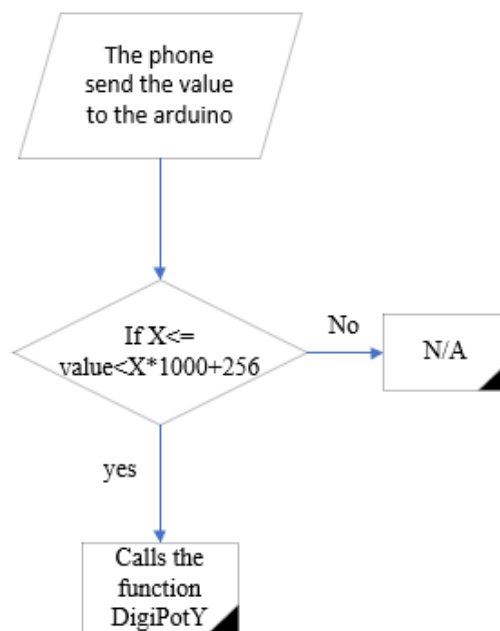 The phone
send the value
to the arduino
If X<=
value<X*1000+256
No
N/A
yes
Calls the
function
DigiPotY